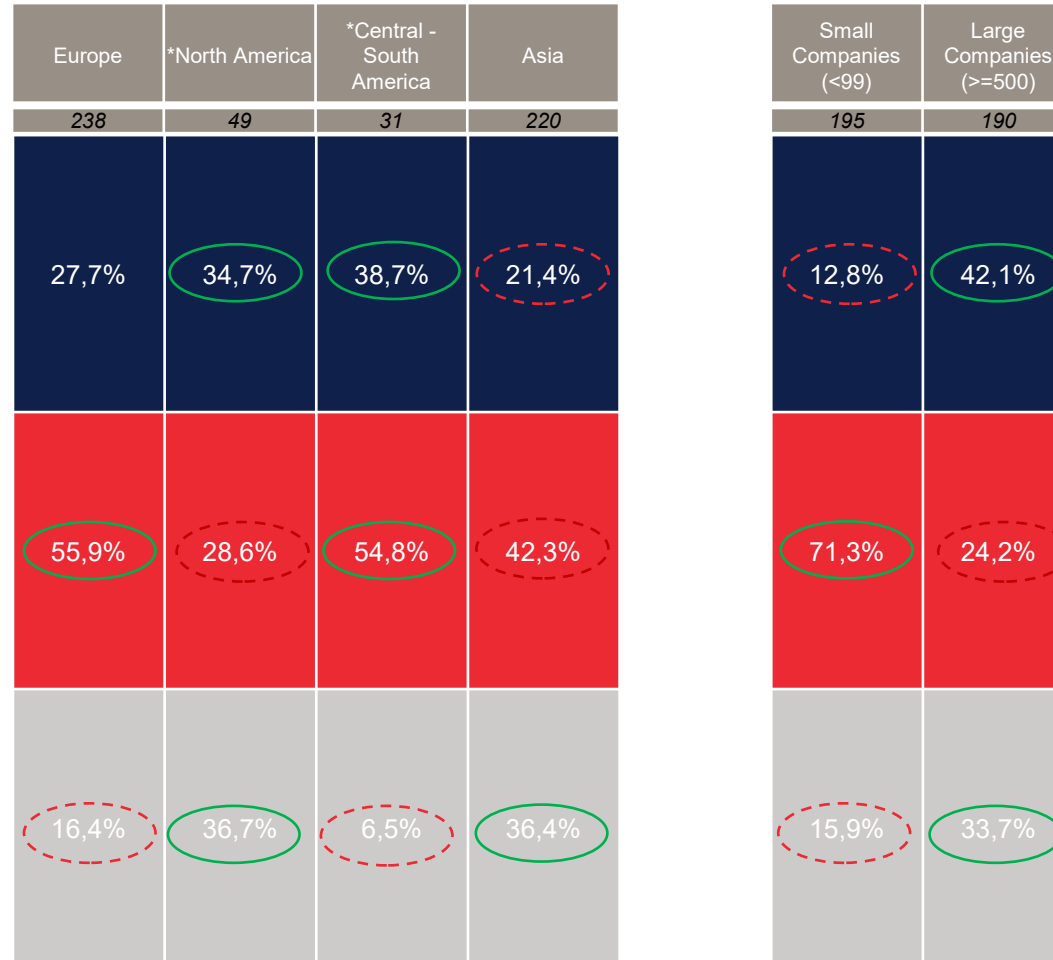 Europe
*North America
*Central -
South
America
Asia
Small
Companies
(<99)
Large
Companies
(>=500)
238 49 31 220 195 190
27,7% 34,7% 38,7% 21,4% 12,8% 42,1%
55,9% 28,6% 54,8% 42,3% 71,3% 24,2%
16,4% 36,7% 6,5% 36,4% 15,9% 33,7%